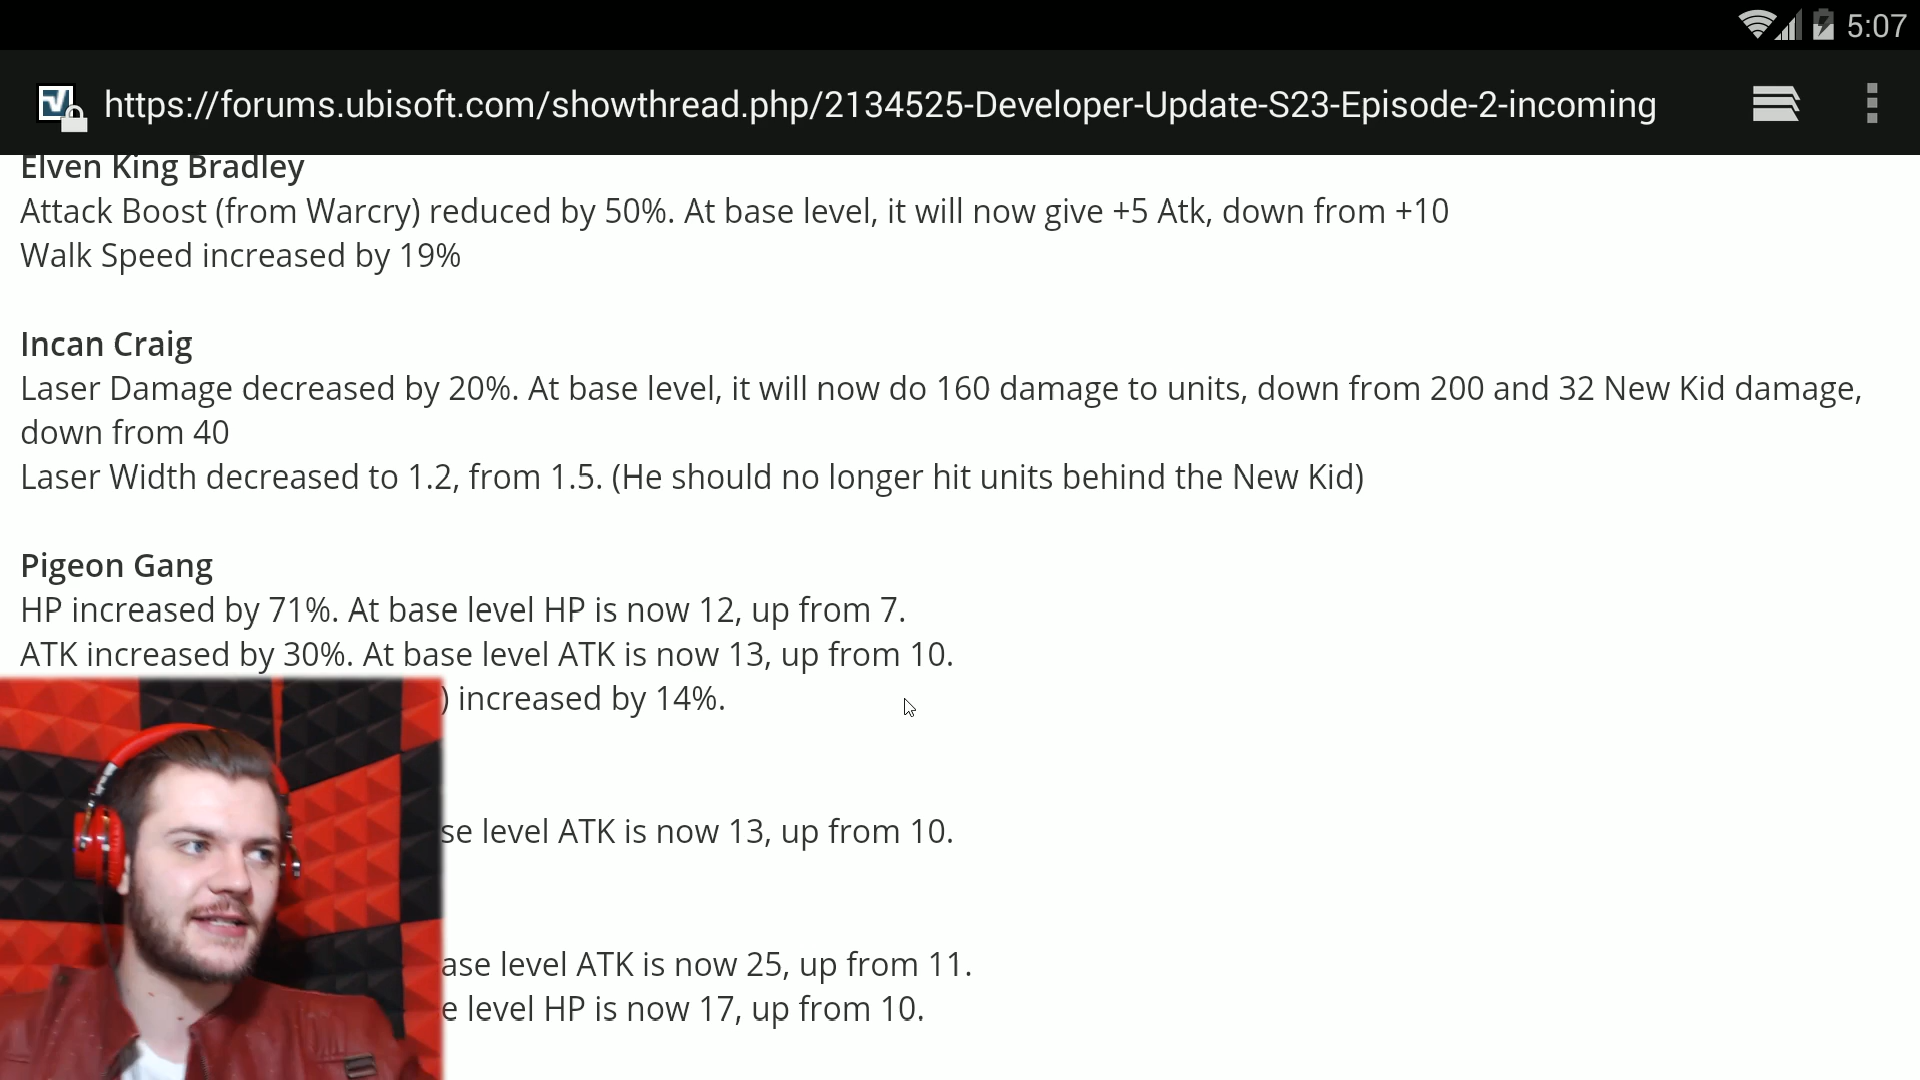 5:07
https://forums.ubisoft.com/showthread.php/2134525-Developer-Update-S23-Episode-2-incoming
Elven King Bradley
Attack Boost (from Warcry) reduced by 50%. At base level, it will now give +5 Atk, down from +10
Walk Speed increased by 19%
Incan Craig
Laser Damage decreased by 20%. At base level, it will now do 160 damage to units, down from 200 and 32 New Kid damage,
down from 40
Laser Width decreased to 1.2, from 1.5. (He should no longer hit units behind the New Kid)
Pigeon Gang
HP increased by 71%. At base level HP is now 12, up from 7.
ATK increased by 30%. At base level ATK is now 13, up from 10.
) increased by 14%.
se level ATK is now 13, up from 10.
ase level ATK is now 25, up from 11.
e level HP is now 17, up from 10.